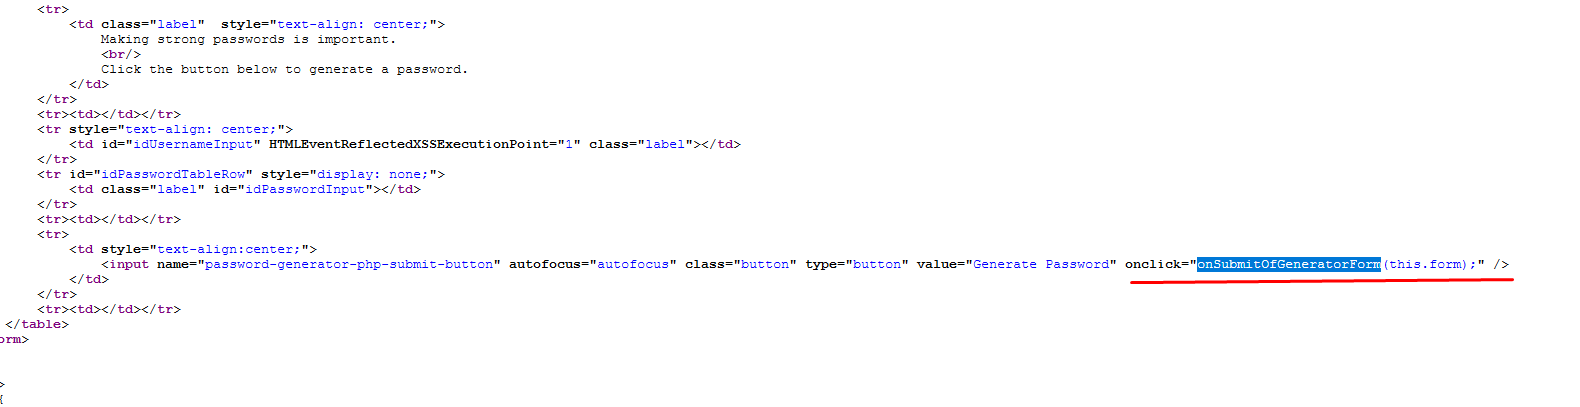 <tr>
<td class="label"  style="text-align: center;">
Making strong passwords is important.
<br/>
Click the button below to generate a password.
</td>
</tr>
<tr><td></td></tr>
<tr style="text-align: center;">
<td id="idUsernameInput" HTMLEventReflectedXSSExecutionPoint="1" class="label"></td>
</tr>
<tr id="idPasswordTableRow" style="display: none;">
<td class="label" id="idPasswordInput"></td>
</tr>
<tr><td></td></tr>
<tr>
<td style="text-align:center;">
<input name="password-generator-php-submit-button" autofocus="autofocus" class="button" type="button" value="Generate Password" onclick="onSubmitOfGeneratorForm(this.form);" />
</td>
</tr>
<tr><td></td></tr>
</table>
orm>
>
{